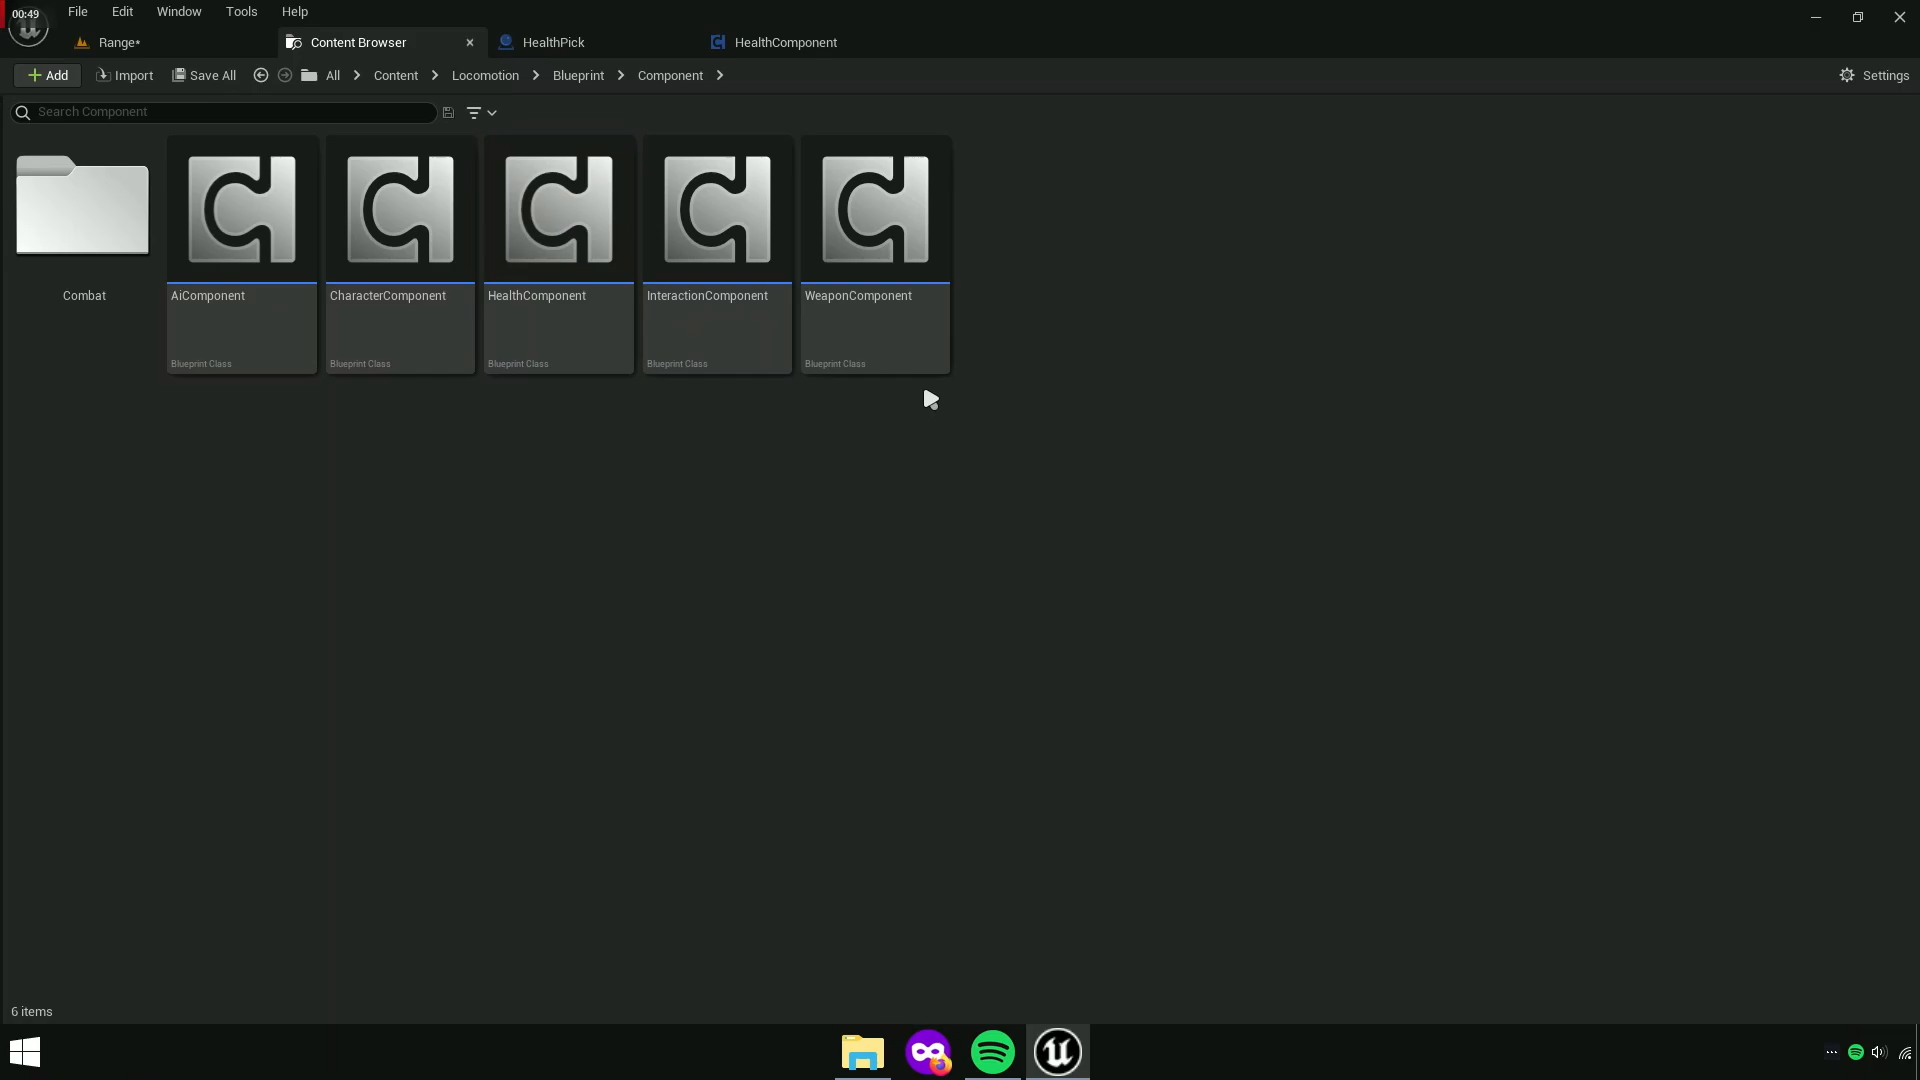 00:49
File Edit Window Tools Help
Range* Content Browser HealthPick HealthComponent
Add Import Save All All Content Locomotion Blueprint Component Settings
Search Component
Combat AiComponent CharacterComponent HealthComponent InteractionComponent WeaponComponent
Blueprint Class Blueprint Class Blueprint Class Blueprint Class Blueprint Class
6 items